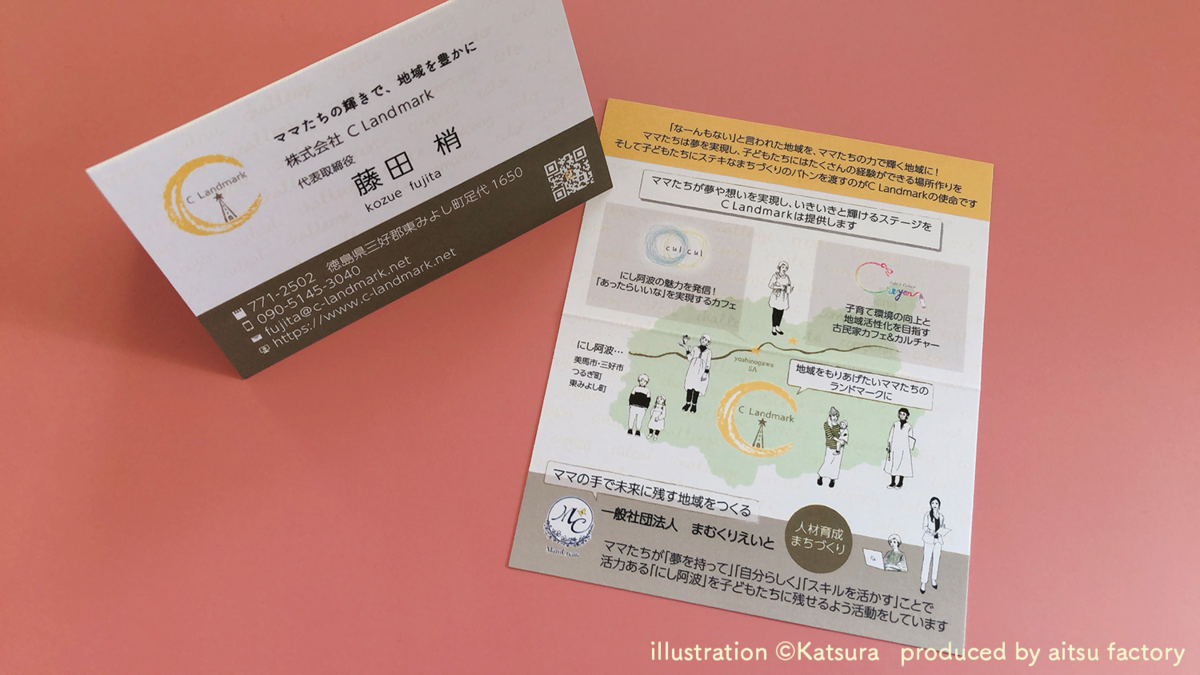 ママたちの輝きで、地域を豊かに
株式会社 C Landmark
代表取締役
藤田 梢
kozue fujita
C Landmark
771-2502 徳島県三好郡東みよし町足代 1650
090-5145-3040
fujita@c-landmark.net
https://www.c-landmark.net
「なーんもない」と言われた地域を、ママたちの力で輝く地域に!
ママたちは夢を実現し、子どもたちにはたくさんの経験ができる場所作りを
そして子どもたちにステキなまちづくりのバトンを渡すのがC Landmarkの使命です
ママたちが夢や想いを実現し、いきいきと輝けるステージを
C Landmarkは提供します
cul cul
にし阿波の魅力を発信!
「あったらいいな」を実現するカフェ
子育て環境の向上と
地域活性化を目指す
古民家カフェ&カルチャー
にし阿波…
美馬市・三好市
つるぎ町
東みよし町
yoshinogawa
SA
地域をもりあげたいママたちの
ランドマークに
C Landmark
ママの手で未来に残す地域をつくる
MC
一般社団法人 まむくりえいと
人材育成
まちづくり
ママたちが「夢を持って」「自分らしく」「スキルを活かす」ことで
活力ある「にし阿波」を子どもたちに残せるよう活動をしています
illustration ©Katsura produced by aitsu factory